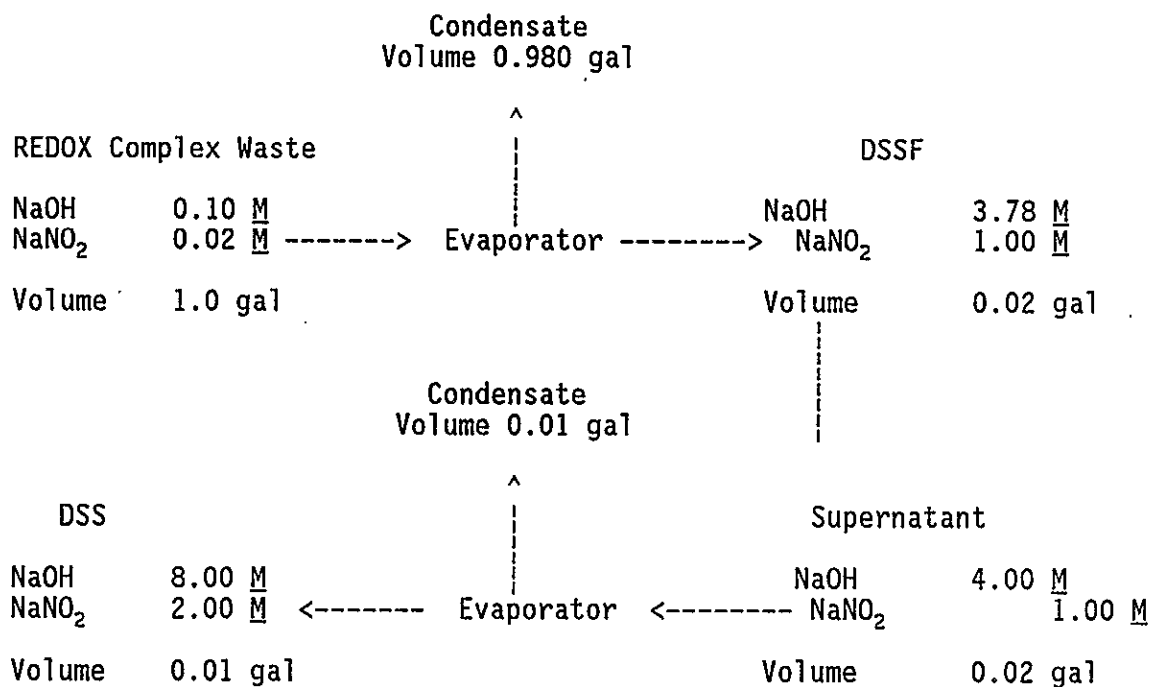 Condensate
Volume 0.980 gal
REDOX Complex Waste DSSF
NaOH 0.10 M NaOH 3.78 M
NaNO₂ 0.02 M -------> Evaporator --------> NaNO₂ 1.00 M
Volume 1.0 gal Volume 0.02 gal
Condensate
Volume 0.01 gal
DSS Supernatant
NaOH 8.00 M NaOH 4.00 M
NaNO₂ 2.00 M <------- Evaporator <-------- NaNO₂ 1.00 M
Volume 0.01 gal Volume 0.02 gal